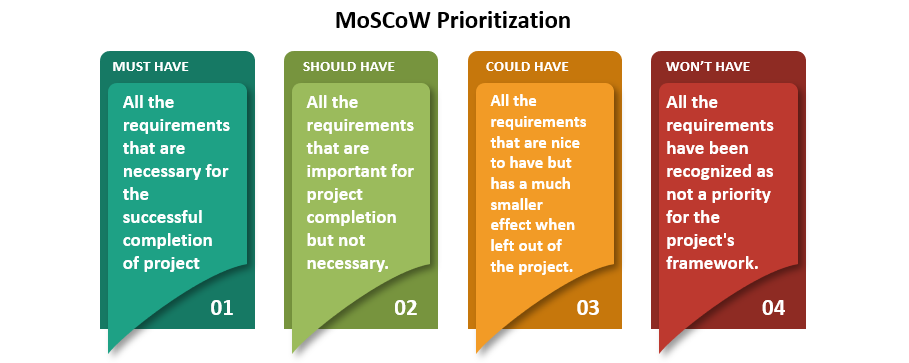 MoSCoW Prioritization
MUST HAVE
All the
requirements
that are
necessary for
the
successful
completion
of project
01
SHOULD HAVE
All the
requirements
that are
important for
project
completion
but not
necessary.
02
COULD HAVE
All the
requirements
that are nice
to have but
has a much
smaller
effect when
left out of
the project.
03
WON'T HAVE
All the
requirements
have been
recognized as
not a priority
for the
project's
framework.
04